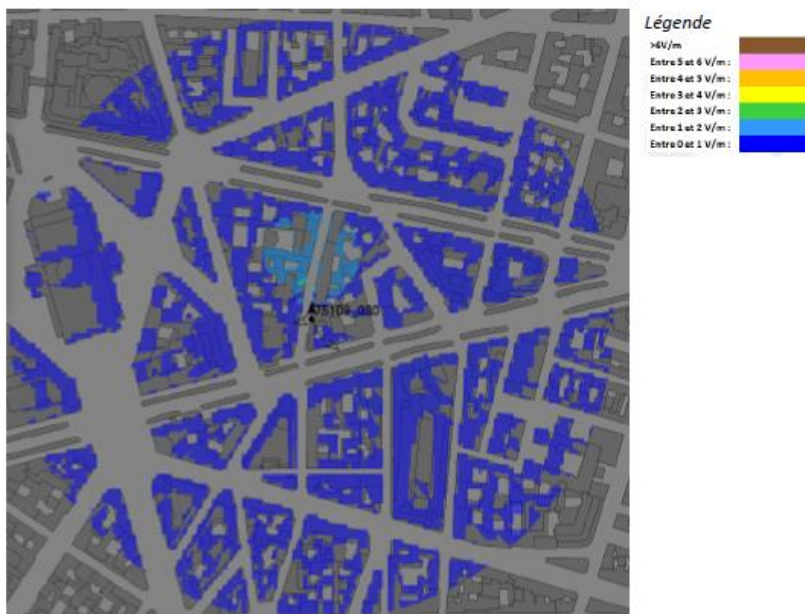 Légende
>6V/m
Entre 5 et 6 V/m :
Entre 4 et 5 V/m :
Entre 3 et 4 V/m :
Entre 2 et 3 V/m :
Entre 1 et 2 V/m :
Entre 0 et 1 V/m :
75109_080